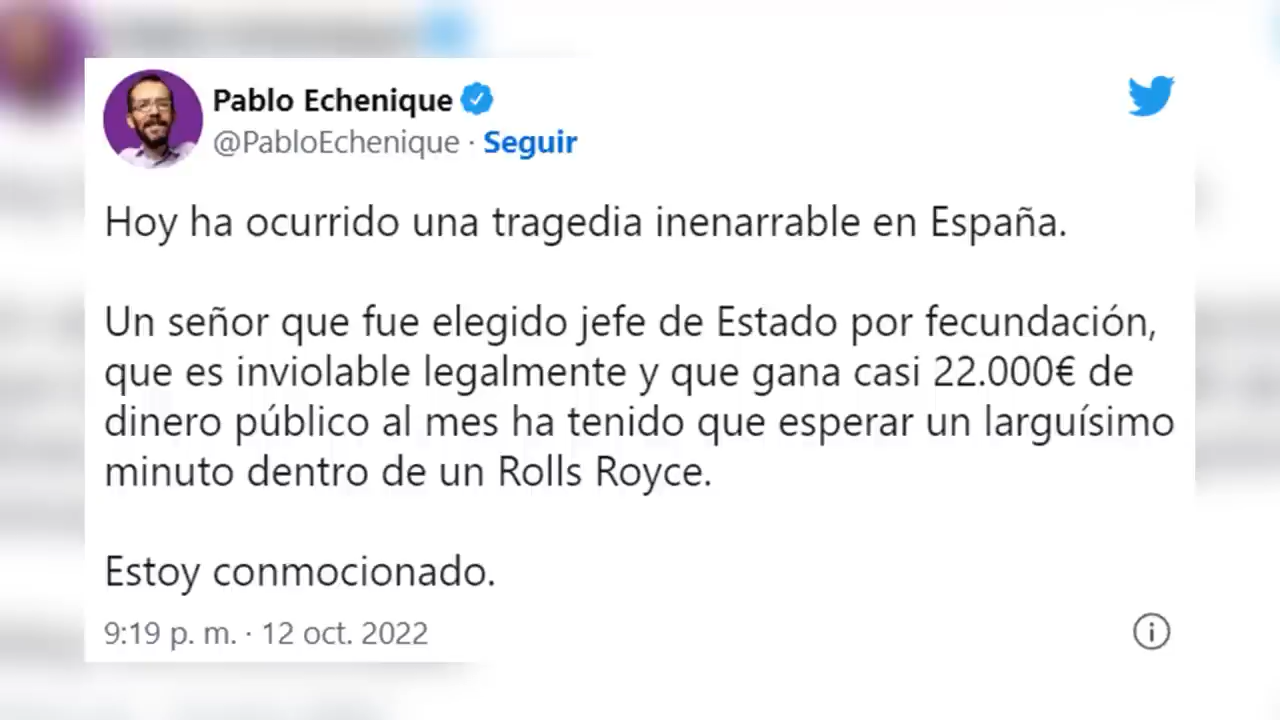 Pablo Echenique
@PabloEchenique · Seguir
Hoy ha ocurrido una tragedia inenarrable en España.
Un señor que fue elegido jefe de Estado por fecundación,
que es inviolable legalmente y que gana casi 22.000€ de
dinero público al mes ha tenido que esperar un larguísimo
minuto dentro de un Rolls Royce.
Estoy conmocionado.
9:19 p. m. · 12 oct. 2022